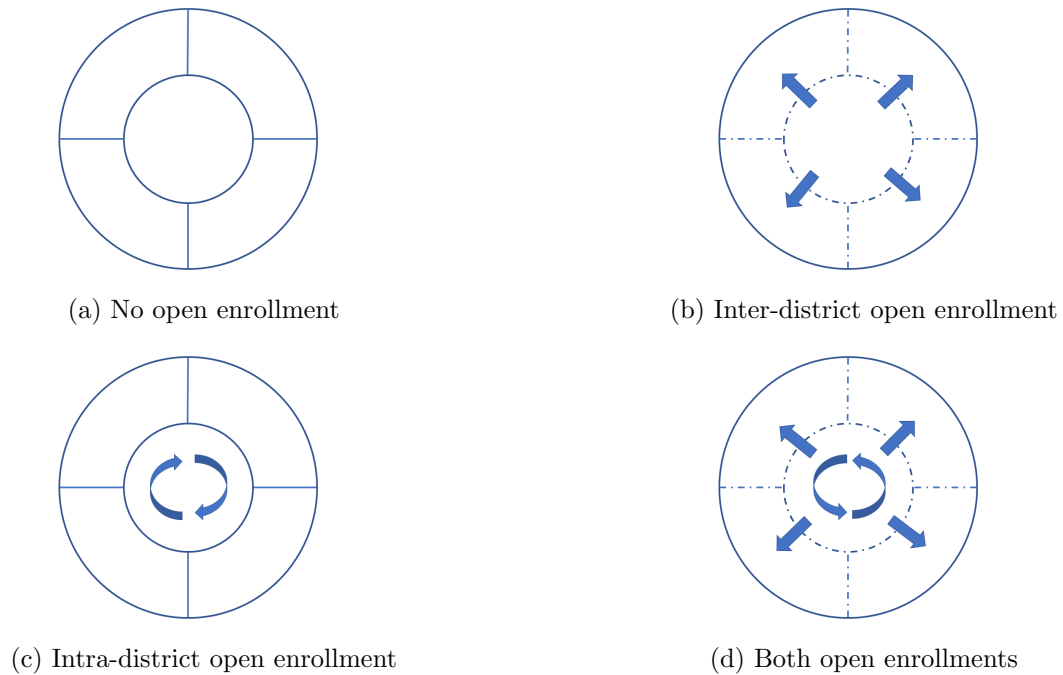 (a) No open enrollment
(b) Inter-district open enrollment
(c) Intra-district open enrollment
(d) Both open enrollments